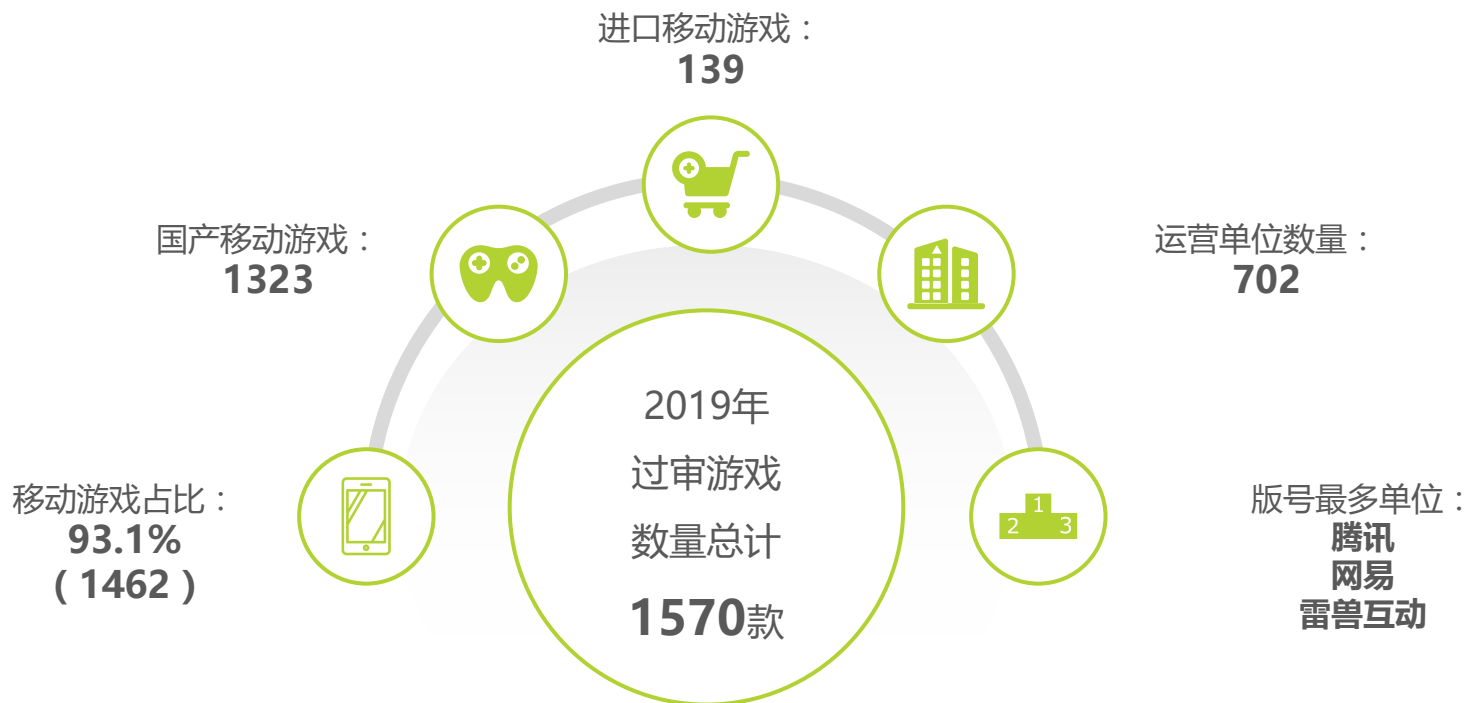 进口移动游戏：
139
国产移动游戏：
1323
运营单位数量：
702
移动游戏占比：
93.1%
（1462）
2019年
过审游戏
数量总计
1570款
1
2 3
版号最多单位：
腾讯
网易
雷兽互动